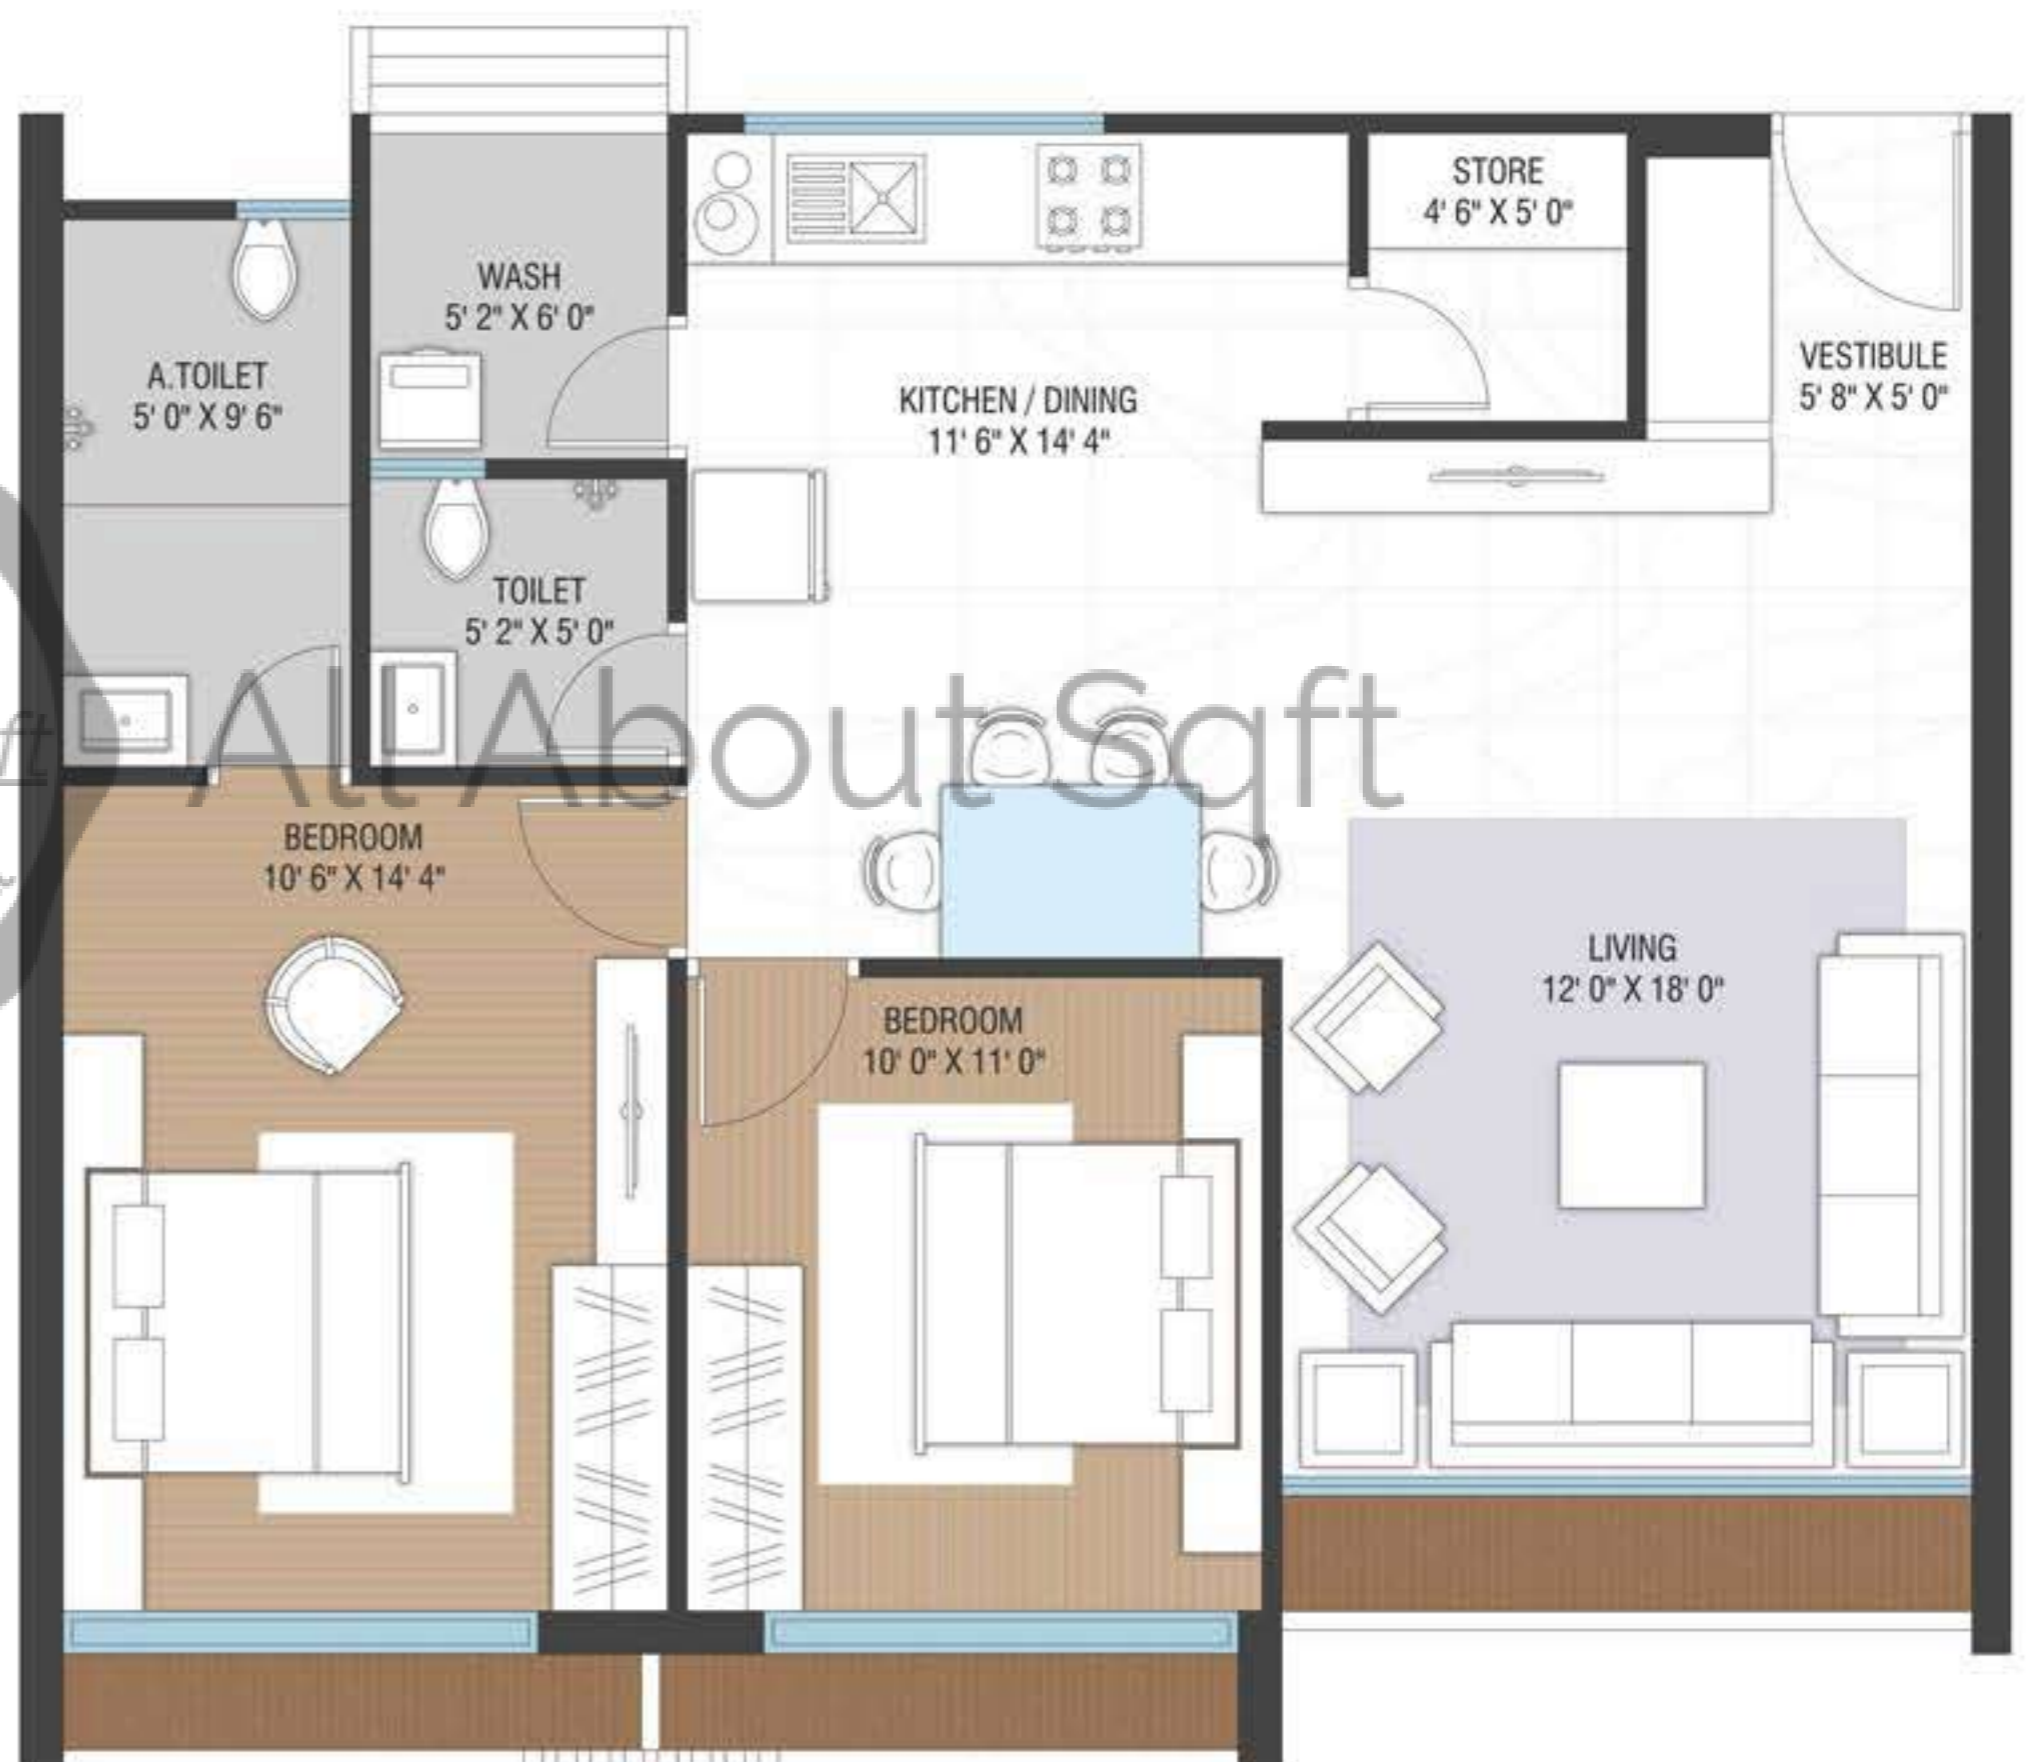 STORE
4' 6" X 5' 0"
WASH
5' 2" X 6' 0"
VESTIBULE
5' 8" X 5' 0"
A.TOILET
5' 0" X 9' 6"
KITCHEN / DINING
11' 6" X 14' 4"
TOILET
5' 2" X 5' 0"
All About Sqft
BEDROOM
10' 6" X 14' 4"
LIVING
12' 0" X 18' 0"
BEDROOM
10' 0" X 11' 0"